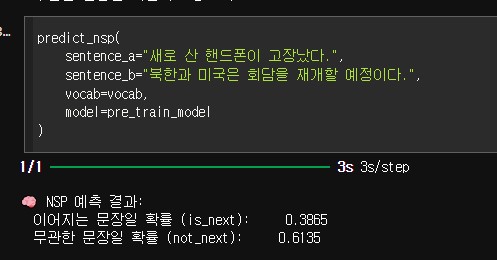 predict_nsp(
    sentence_a="새로 산 핸드폰이 고장났다.",
    sentence_b="북한과 미국은 회담을 재개할 예정이다.",
    vocab=vocab,
    model=pre_train_model
)
1/1 3s 3s/step
🧠 NSP 예측 결과:
이어지는 문장일 확률 (is_next): 0.3865
무관한 문장일 확률 (not_next): 0.6135